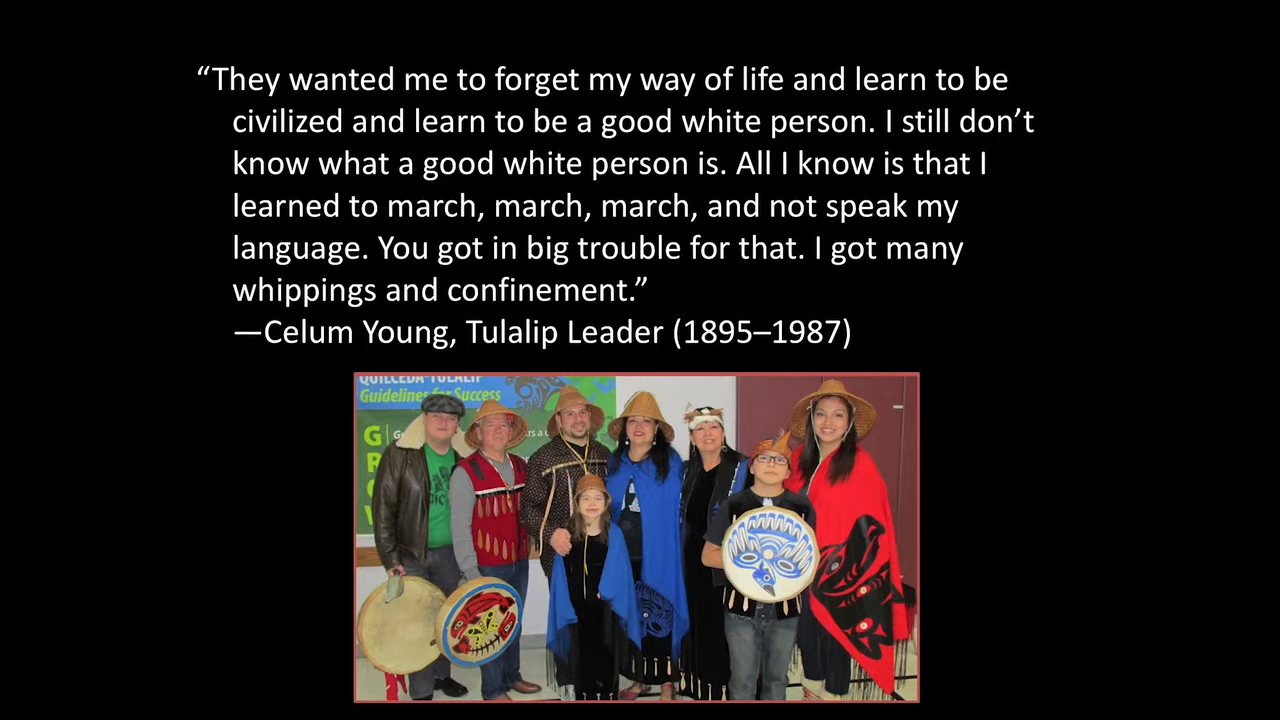 “They wanted me to forget my way of life and learn to be
civilized and learn to be a good white person. I still don’t
know what a good white person is. All I know is that I
learned to march, march, march, and not speak my
language. You got in big trouble for that. I got many
whippings and confinement.”
—Celum Young, Tulalip Leader (1895–1987)
QUILCEDA-TULALIP
Guidelines for Success
G